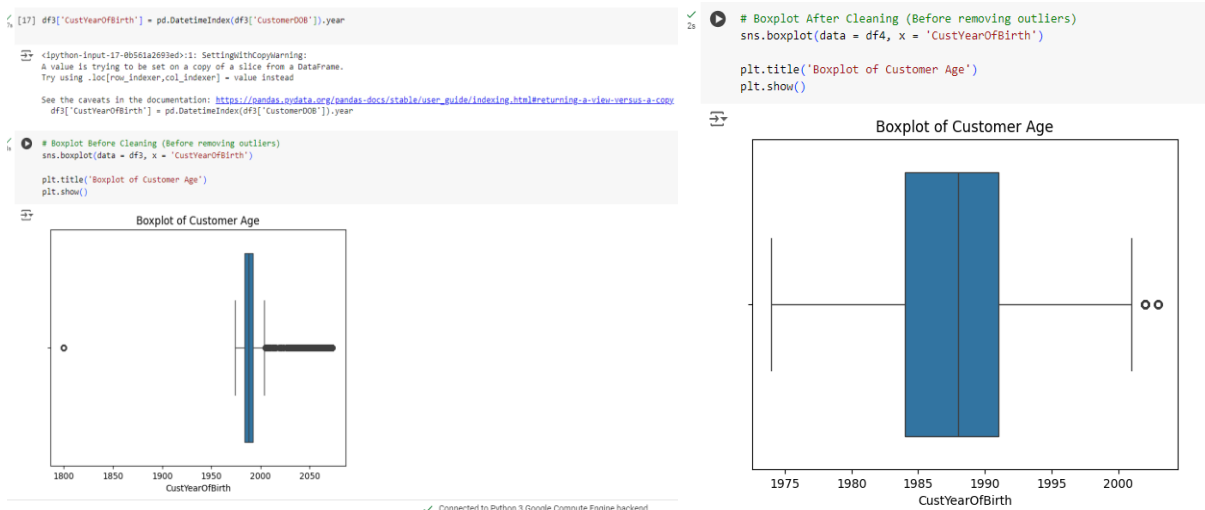 [17] df3['CustYearOfBirth'] = pd.DatetimeIndex(df3['CustomerDOB']).year
<ipython-input-17-0b561a2693ed>:1: SettingWithCopyWarning:
A value is trying to be set on a copy of a slice from a DataFrame.
Try using .loc[row_indexer,col_indexer] = value instead
See the caveats in the documentation: https://pandas.pydata.org/pandas-docs/stable/user_guide/indexing.html#returning-a-view-versus-a-copy
df3['CustYearOfBirth'] = pd.DatetimeIndex(df3['CustomerDOB']).year
# Boxplot Before Cleaning (Before removing outliers)
sns.boxplot(data = df3, x = 'CustYearOfBirth')
plt.title('Boxplot of Customer Age')
plt.show()
Boxplot of Customer Age
1800 1850 1900 1950 2000 2050
CustYearOfBirth
Connected to Python 3 Google Compute Engine backend
2s
# Boxplot After Cleaning (Before removing outliers)
sns.boxplot(data = df4, x = 'CustYearOfBirth')
plt.title('Boxplot of Customer Age')
plt.show()
Boxplot of Customer Age
1975 1980 1985 1990 1995 2000
CustYearOfBirth